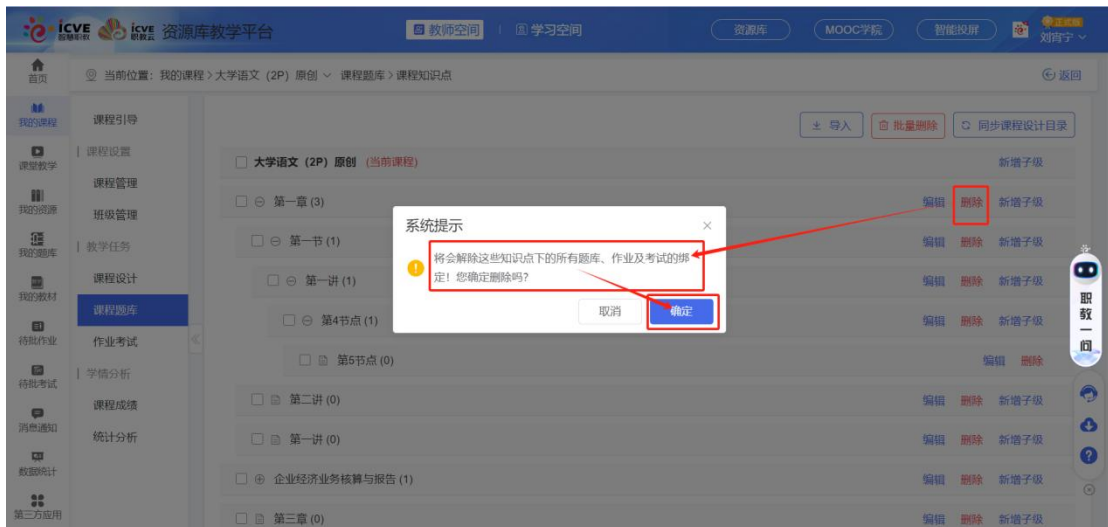 智慧职教 icve 职教云 资源库教学平台 教师空间 学习空间 资源库 MOOC学院 智能投屏 刘宵宁
首页 当前位置：我的课程 > 大学语文（2P）原创 课程题库 > 课程知识点 返回
我的课程 课程引导 导入 批量删除 同步课程设计目录
课堂教学 课程设置 大学语文（2P）原创（当前课程） 新增子级
课程管理
我的资源 班级管理 第一章 (3) 编辑 删除 新增子级
我的题库 教学任务 第一节 (1) 编辑 删除 新增子级
我的教材 课程设计 第一讲 (1) 编辑 删除 新增子级
课程题库 第4节点 (1) 编辑 删除 新增子级
待批作业 作业考试 第5节点 (0) 编辑 删除
待批考试 学情分析
课程成绩 第二讲 (0) 编辑 删除 新增子级
消息通知 统计分析 第一讲 (0) 编辑 删除 新增子级
数据统计 企业经济业务核算与报告 (1) 编辑 删除 新增子级
第三方应用 第三章 (0) 编辑 删除 新增子级
系统提示
将会解除这些知识点下的所有题库、作业及考试的绑
定！您确定删除吗？
取消 确定
职教一问